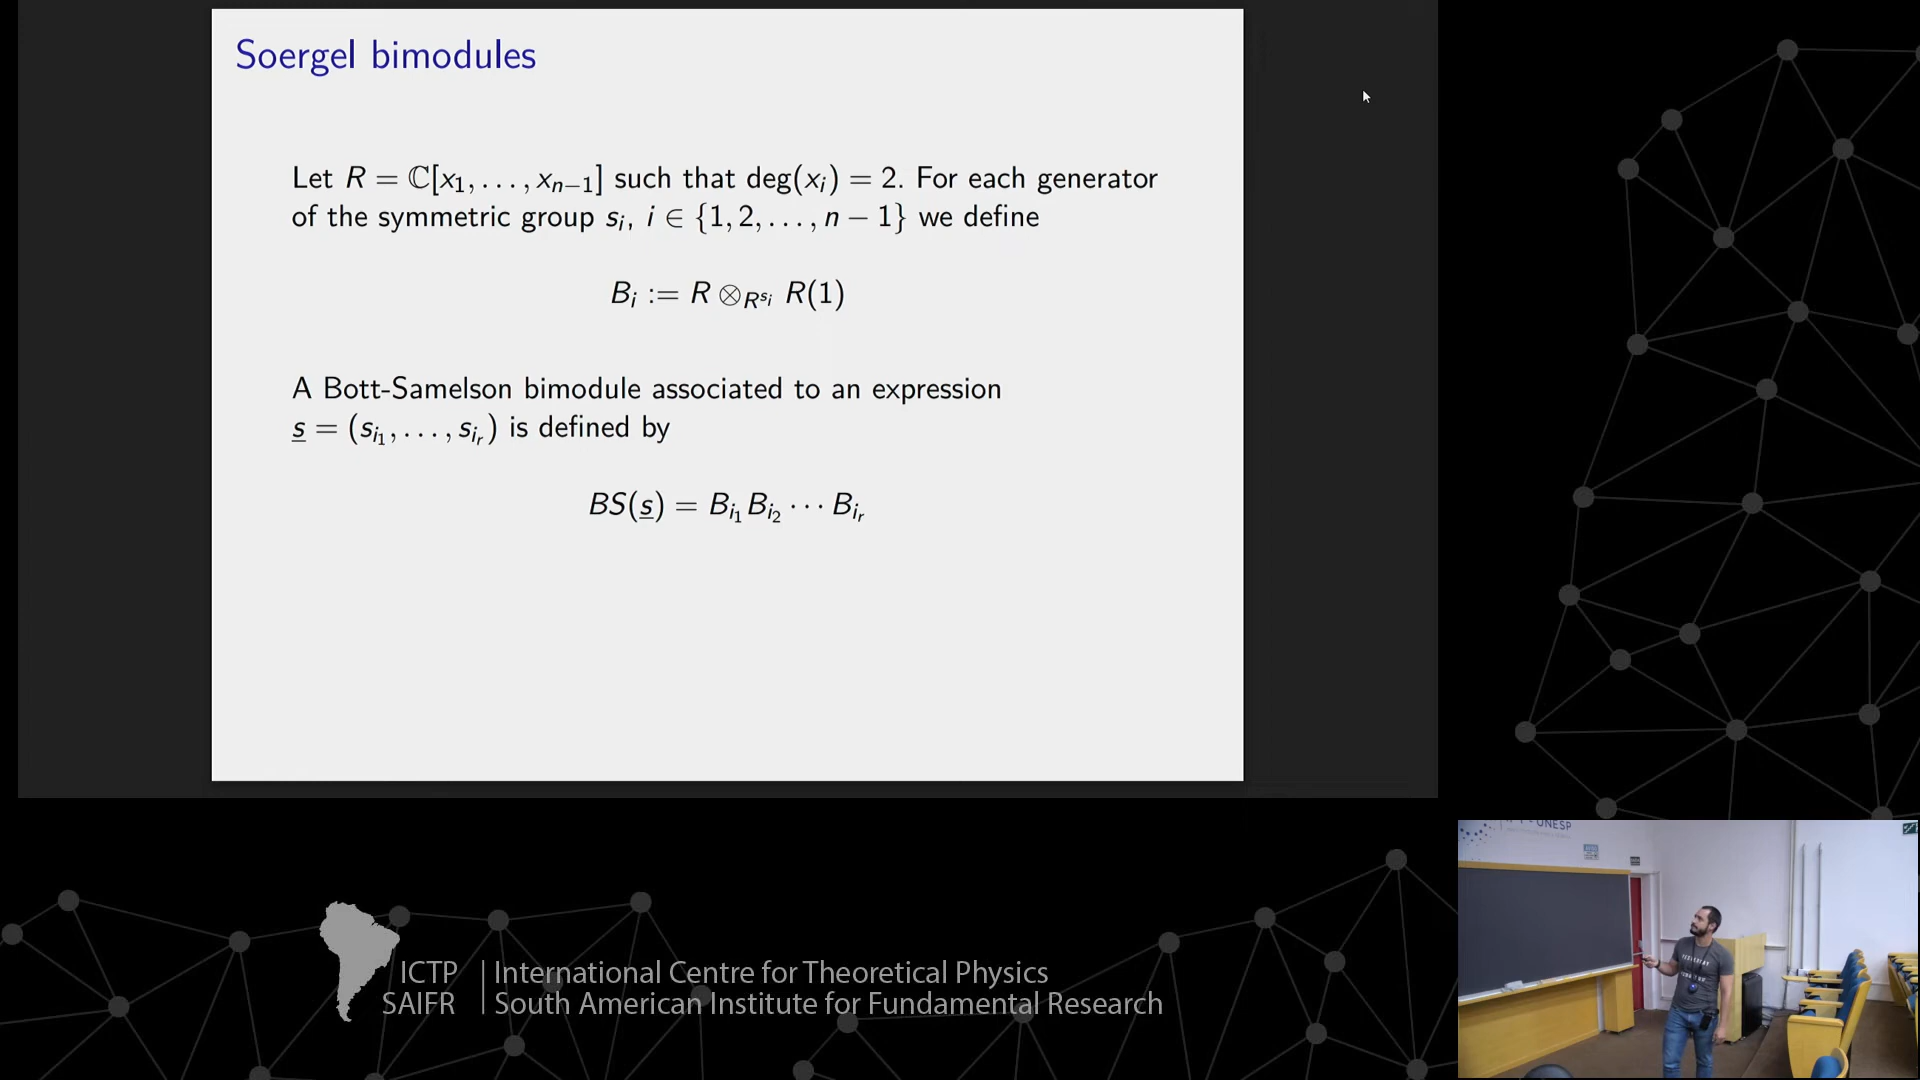 Soergel bimodules
Let R = ℂ[x₁, . . . , xₙ₋₁] such that deg(xᵢ) = 2. For each generator
of the symmetric group sᵢ, i ∈ {1, 2, . . . , n − 1} we define
Bᵢ := R ⊗_{R^{sᵢ}} R(1)
A Bott-Samelson bimodule associated to an expression
s̲ = (s_{i₁}, . . . , s_{iᵣ}) is defined by
BS(s̲) = B_{i₁} B_{i₂} · · · B_{iᵣ}
ICTP | International Centre for Theoretical Physics
SAIFR | South American Institute for Fundamental Research
UNESP